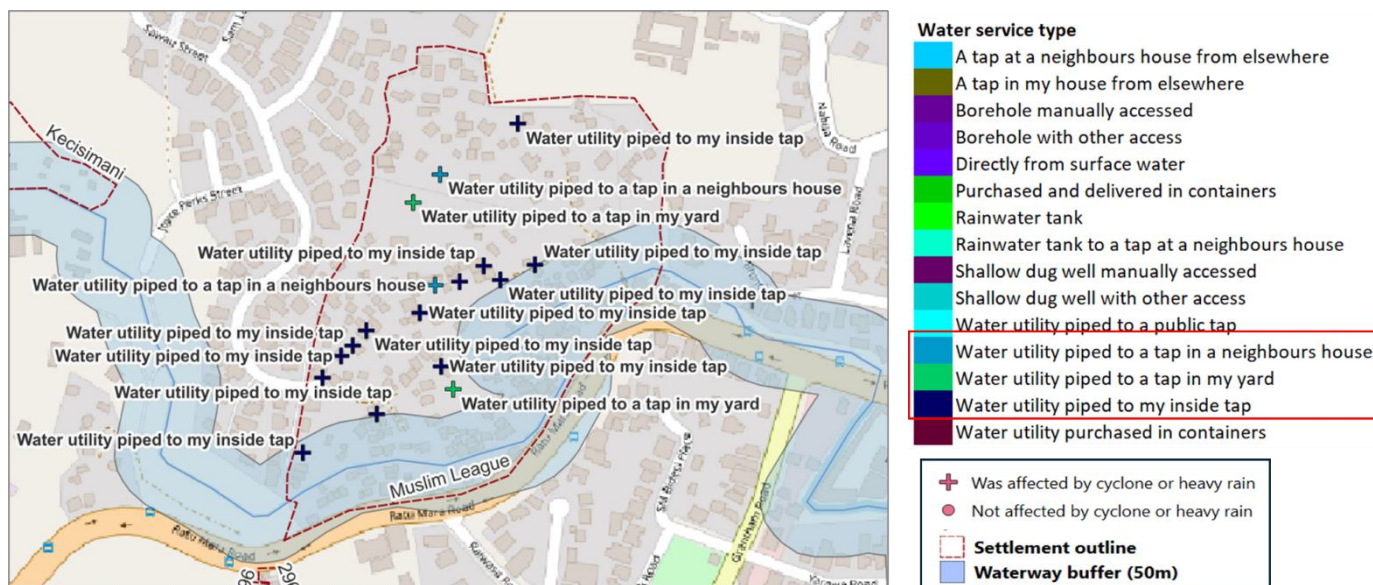 Sawau Street
Kecisimani
Joyce Perks Street
Nahina Road
Water utility piped to my inside tap
Water utility piped to a tap in a neighbours house
Water utility piped to a tap in my yard
Water utility piped to my inside tap
Water utility piped to my inside tap
Water utility piped to a tap in a neighbours house
Water utility piped to my inside tap
Water utility piped to my inside tap
Water utility piped to my inside tap
Water utility piped to my inside tap
Water utility piped to my inside tap
Water utility piped to my inside tap
Water utility piped to my inside tap
Water utility piped to a tap in my yard
Water utility piped to my inside tap
Muslim League
Ratu Mara Road
Ratu Mara Road
Grantham Road
Water service type
A tap at a neighbours house from elsewhere
A tap in my house from elsewhere
Borehole manually accessed
Borehole with other access
Directly from surface water
Purchased and delivered in containers
Rainwater tank
Rainwater tank to a tap at a neighbours house
Shallow dug well manually accessed
Shallow dug well with other access
Water utility piped to a public tap
Water utility piped to a tap in a neighbours house
Water utility piped to a tap in my yard
Water utility piped to my inside tap
Water utility purchased in containers
Was affected by cyclone or heavy rain
Not affected by cyclone or heavy rain
Settlement outline
Waterway buffer (50m)